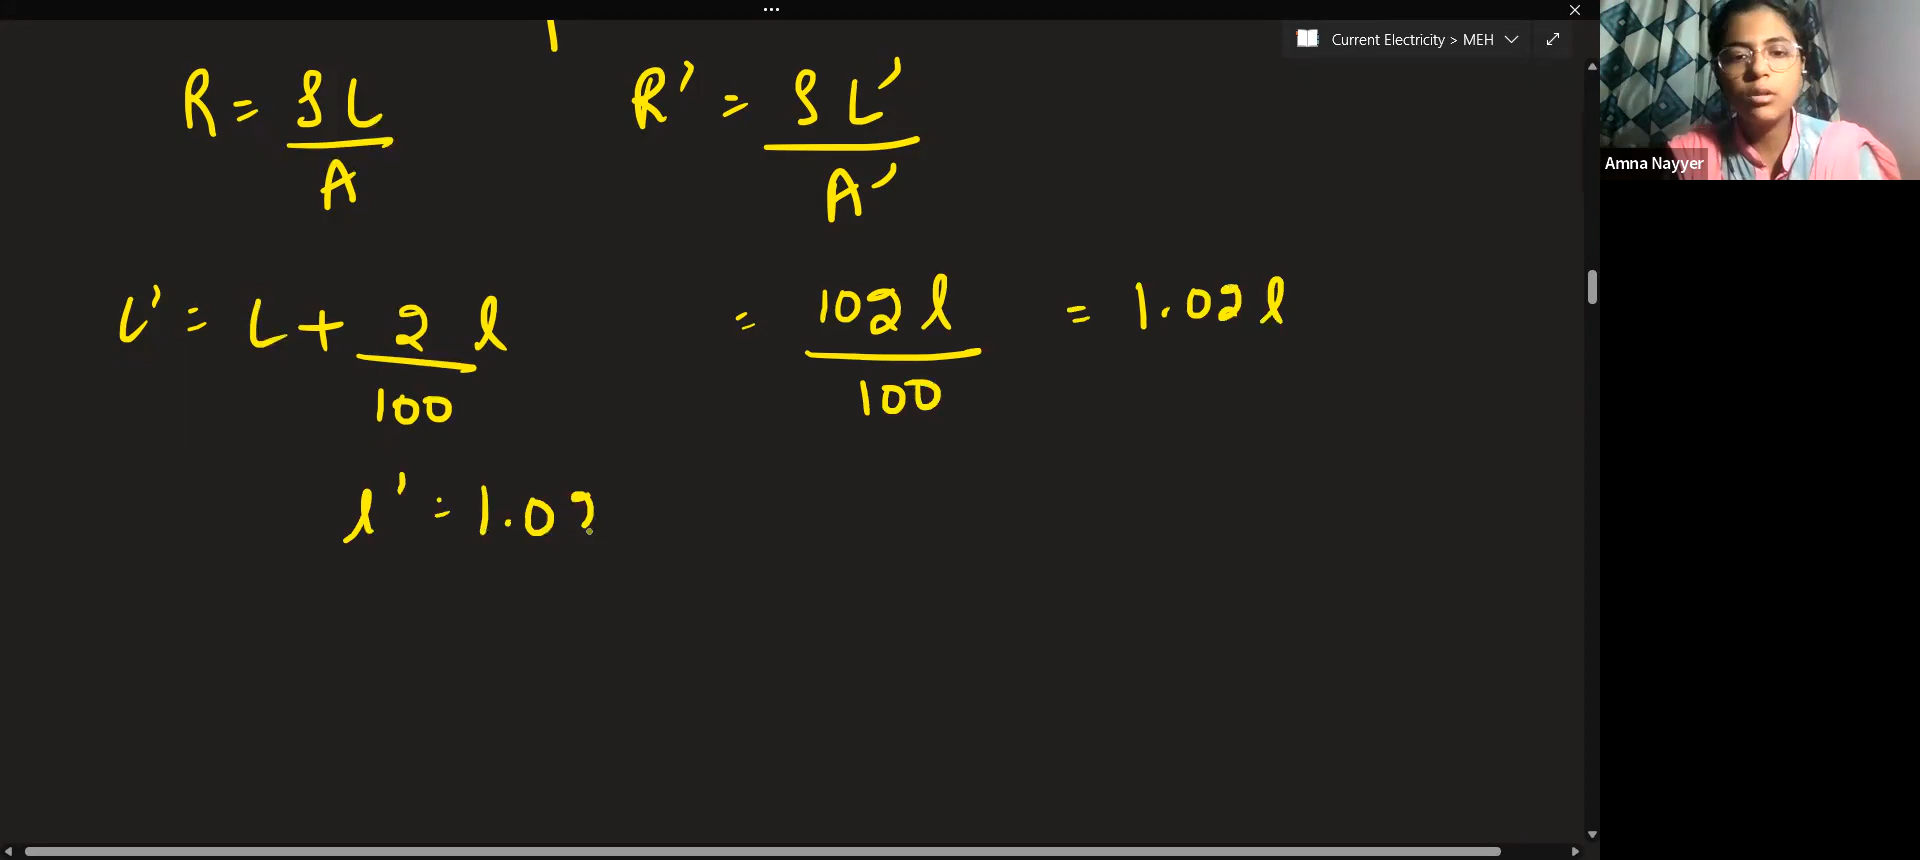 Current Electricity > MEH
Amna Nayyer
R = ρL / A
R' = ρL' / A'
L' = L + 2/100 l = 102 l / 100 = 1.02 l
l' = 1.02